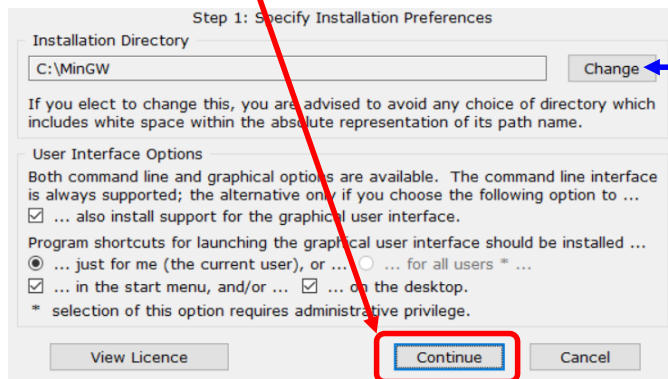 Step 1: Specify Installation Preferences
Installation Directory
C:\MinGW
Change
If you elect to change this, you are advised to avoid any choice of directory which
includes white space within the absolute representation of its path name.
User Interface Options
Both command line and graphical options are available. The command line interface
is always supported; the alternative only if you choose the following option to ...
... also install support for the graphical user interface.
Program shortcuts for launching the graphical user interface should be installed ...
... just for me (the current user), or ... ... for all users * ...
... in the start menu, and/or ... ... on the desktop.
* selection of this option requires administrative privilege.
View Licence Continue Cancel